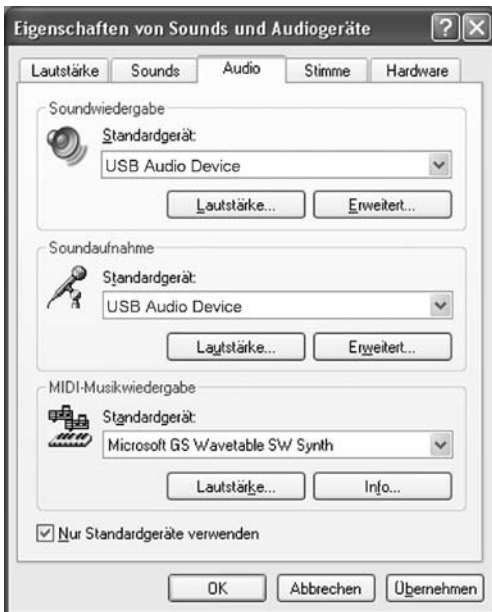 Eigenschaften von Sounds und Audiogeräte
Lautstärke Sounds Audio Stimme Hardware
Soundwiedergabe
Standardgerät:
USB Audio Device
Lautstärke... Erweitert...
Soundaufnahme
Standardgerät:
USB Audio Device
Lautstärke... Erweitert...
MIDI-Musikwiedergabe
Standardgerät:
Microsoft GS Wavetable SW Synth
Lautstärke... Info...
Nur Standardgeräte verwenden
OK Abbrechen Übernehmen